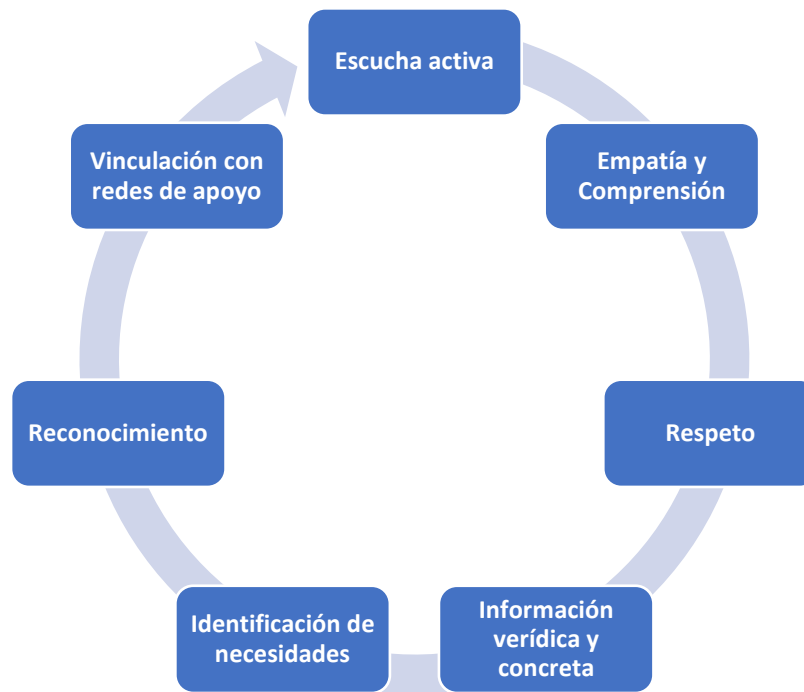 Escucha activa
Empatía y
Comprensión
Respeto
Información
verídica y
concreta
Identificación de
necesidades
Reconocimiento
Vinculación con
redes de apoyo